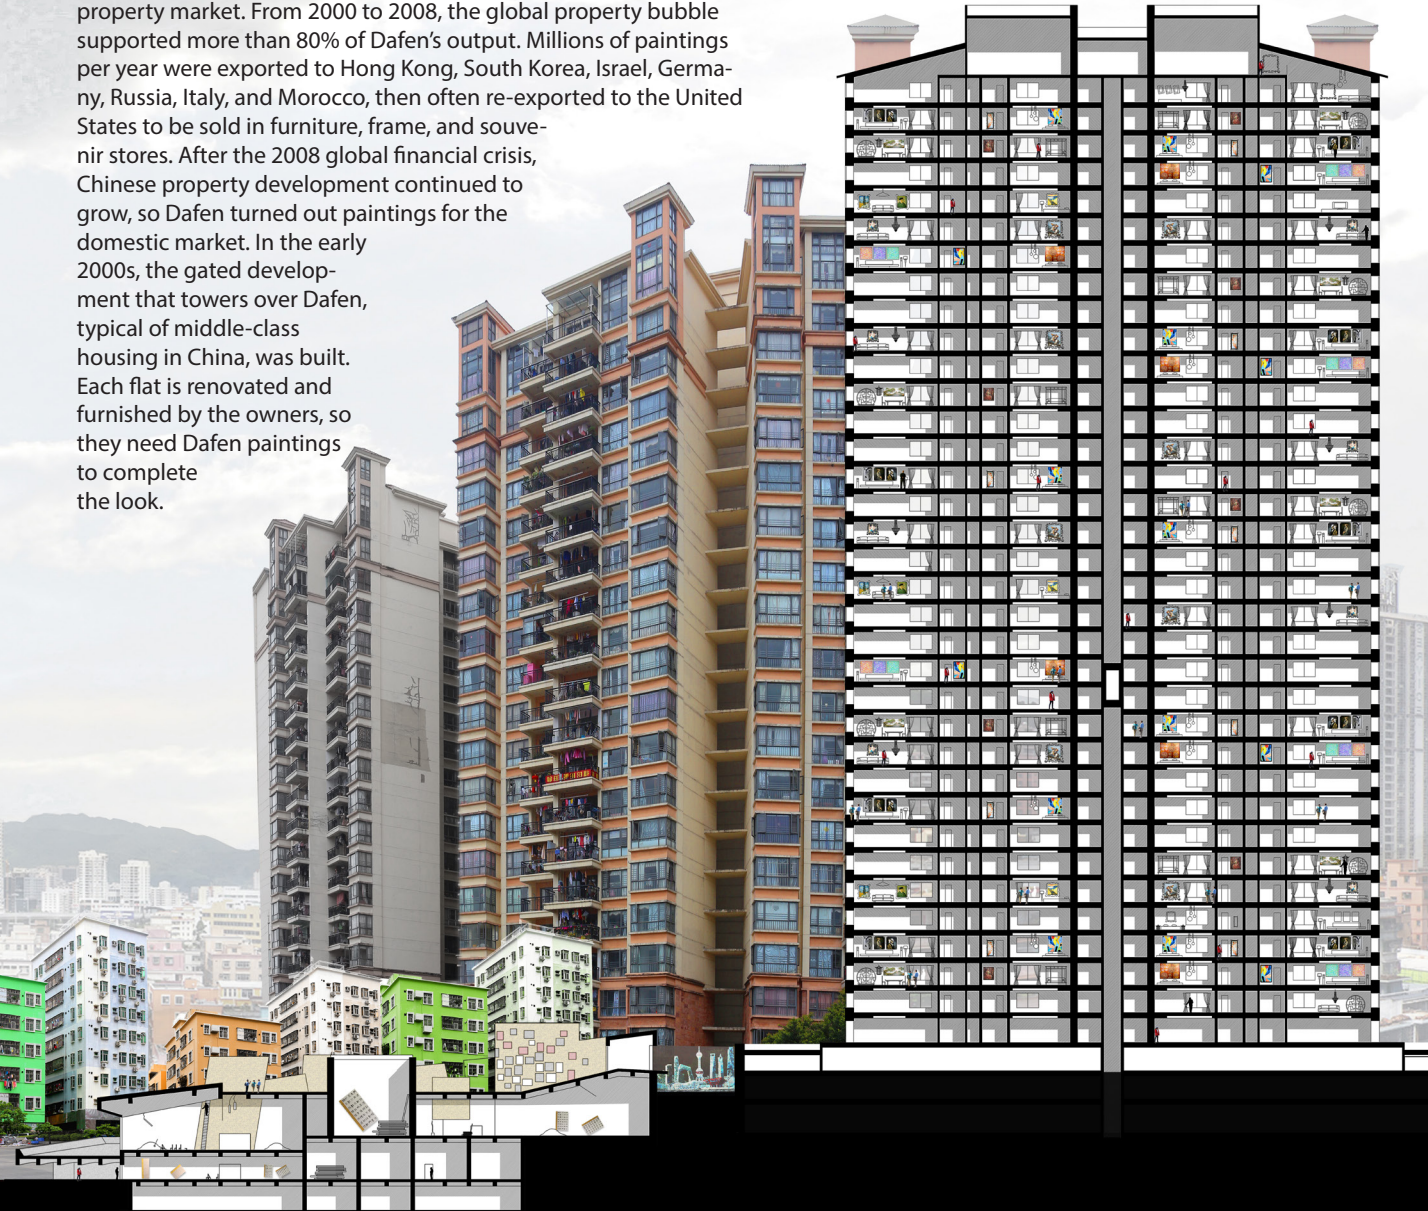 property market. From 2000 to 2008, the global property bubble
supported more than 80% of Dafen’s output. Millions of paintings
per year were exported to Hong Kong, South Korea, Israel, Germa-
ny, Russia, Italy, and Morocco, then often re-exported to the United
States to be sold in furniture, frame, and souve-
nir stores. After the 2008 global financial crisis,
Chinese property development continued to
grow, so Dafen turned out paintings for the
domestic market. In the early
2000s, the gated develop-
ment that towers over Dafen,
typical of middle-class
housing in China, was built.
Each flat is renovated and
furnished by the owners, so
they need Dafen paintings
to complete
the look.